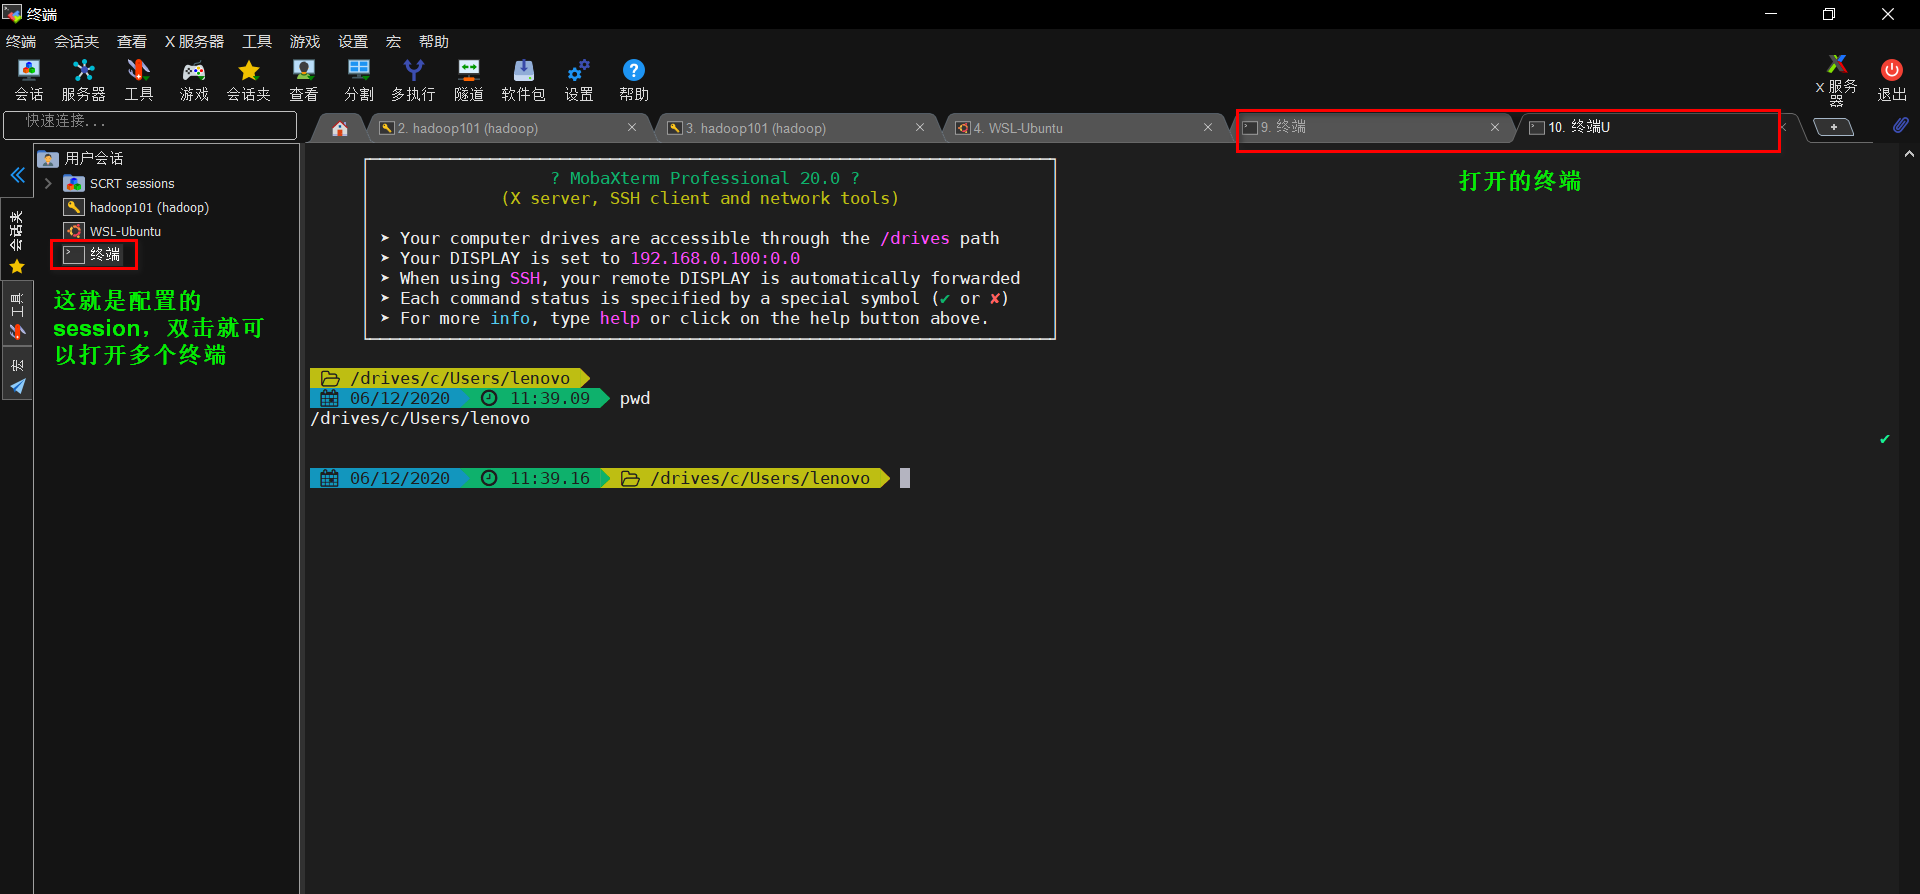 终端
终端 会话夹 查看 X 服务器 工具 游戏 设置 宏 帮助
会话 服务器 工具 游戏 会话夹 查看 分割 多执行 隧道 软件包 设置 帮助
X 服务器 退出
快速连接...
2. hadoop101 (hadoop) 3. hadoop101 (hadoop) 4. WSL-Ubuntu 9. 终端 10. 终端U
会话夹
工具
宏
用户会话
SCRT sessions
hadoop101 (hadoop)
WSL-Ubuntu
终端
这就是配置的
session，双击就可
以打开多个终端
打开的终端
? MobaXterm Professional 20.0 ?
(X server, SSH client and network tools)
➤ Your computer drives are accessible through the /drives path
➤ Your DISPLAY is set to 192.168.0.100:0.0
➤ When using SSH, your remote DISPLAY is automatically forwarded
➤ Each command status is specified by a special symbol (✔ or ✘)
➤ For more info, type help or click on the help button above.
/drives/c/Users/lenovo
06/12/2020 11:39.09 pwd
/drives/c/Users/lenovo
✔
06/12/2020 11:39.16 /drives/c/Users/lenovo